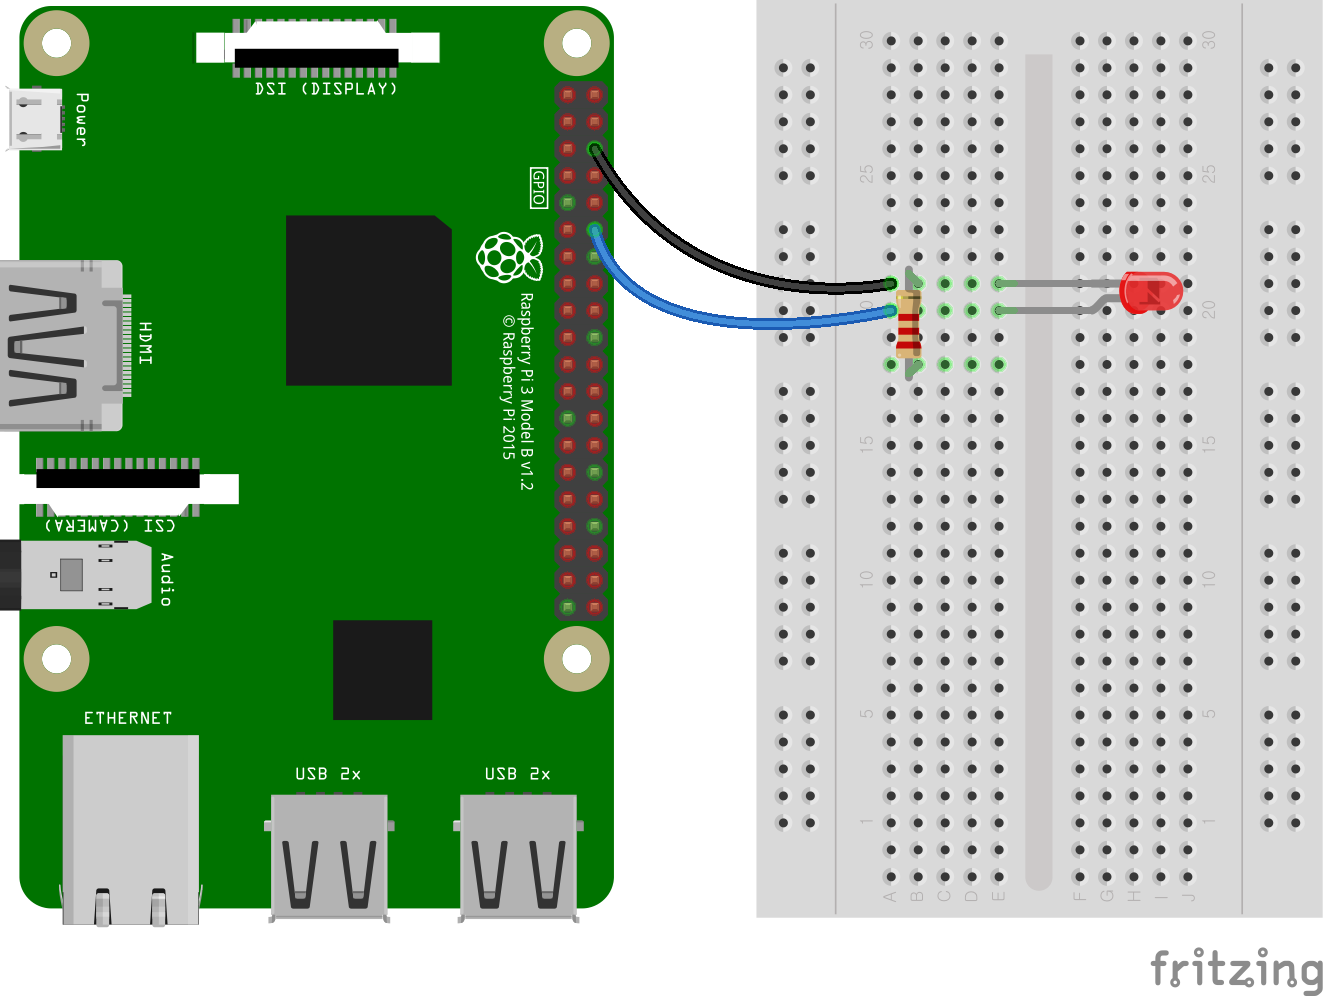 DSI (DISPLAY)
Power
GPIO
HDMI
Raspberry Pi 3 Model B v1.2
© Raspberry Pi 2015
CSI (CAMERA)
Audio
ETHERNET
USB 2x
USB 2x
30 30
25 25
20 20
15 15
10 10
5 5
1 1
A B C D E F G H I J
fritzing